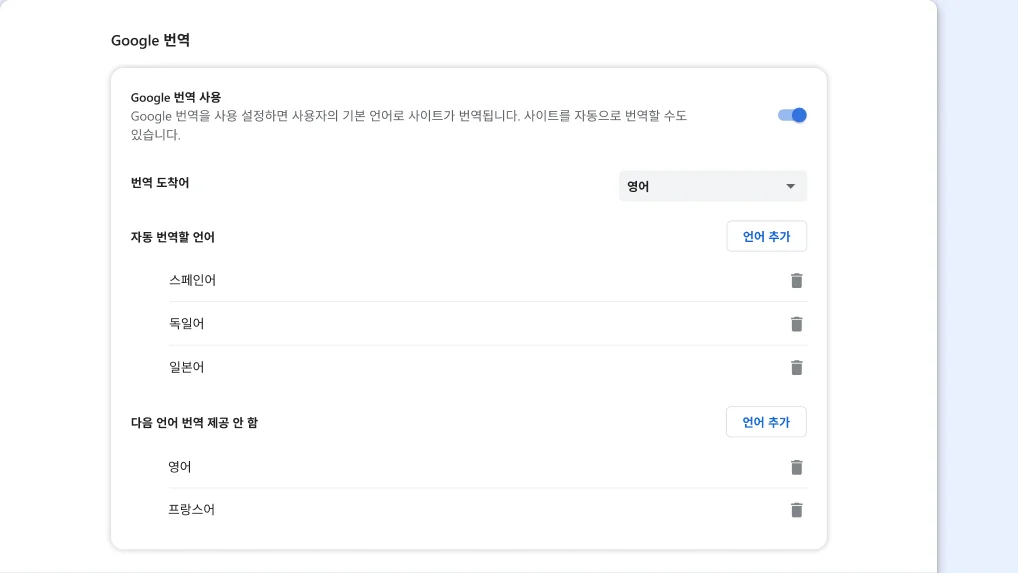 Google 번역
Google 번역 사용
Google 번역을 사용 설정하면 사용자의 기본 언어로 사이트가 번역됩니다. 사이트를 자동으로 번역할 수도
있습니다.
번역 도착어
영어
자동 번역할 언어
언어 추가
스페인어
독일어
일본어
다음 언어 번역 제공 안 함
언어 추가
영어
프랑스어